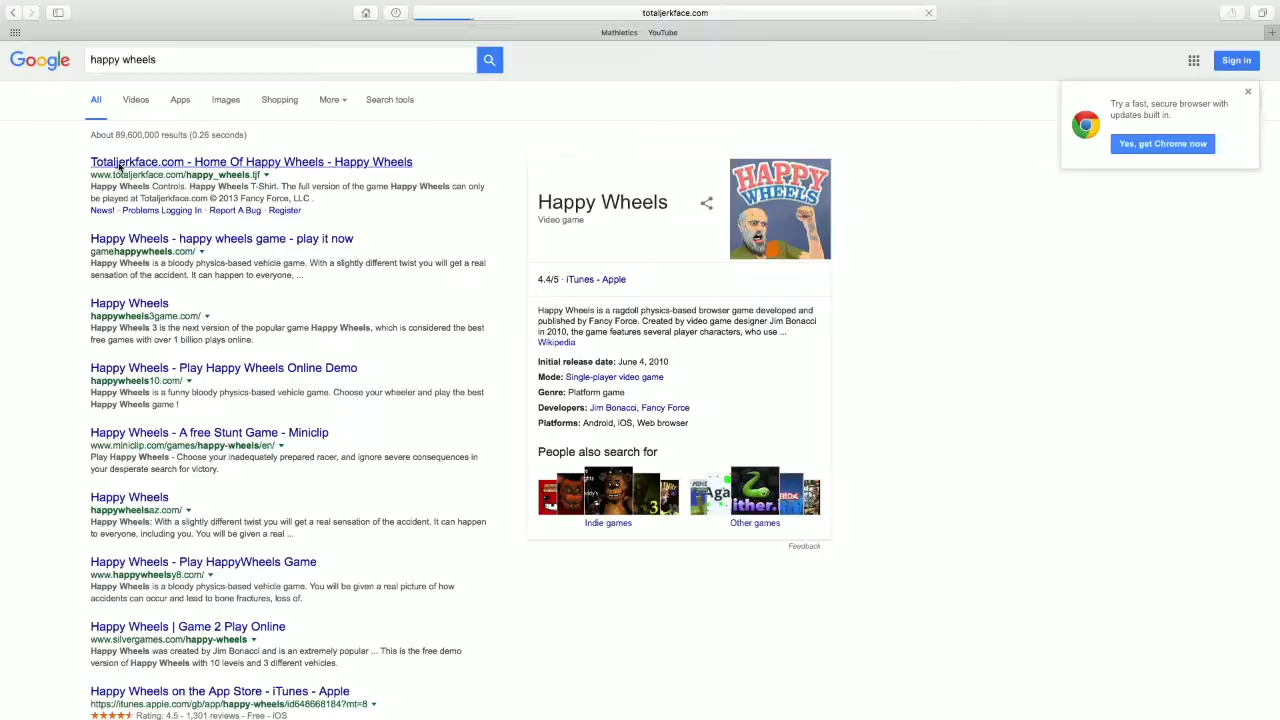 totaljerkface.com
Mathletics YouTube
Google happy wheels Sign in
All Videos Apps Images Shopping More Search tools
Try a fast, secure browser with
updates built in.
Yes, get Chrome now
About 89,600,000 results (0.26 seconds)
Totaljerkface.com - Home Of Happy Wheels - Happy Wheels
www.totaljerkface.com/happy_wheels.tjf
Happy Wheels Controls. Happy Wheels T-Shirt. The full version of the game Happy Wheels can only
be played at Totaljerkface.com © 2013 Fancy Force, LLC .
News! · Problems Logging In · Report A Bug · Register
Happy Wheels - happy wheels game - play it now
gamehappywheels.com/
Happy Wheels is a bloody physics-based vehicle game. With a slightly different twist you will get a real
sensation of the accident. It can happen to everyone, ...
Happy Wheels
happywheels3game.com/
Happy Wheels 3 is the next version of the popular game Happy Wheels, which is considered the best
free games with over 1 billion plays online.
Happy Wheels - Play Happy Wheels Online Demo
happywheels10.com/
Happy Wheels is a funny bloody physics-based vehicle game. Choose your wheeler and play the best
Happy Wheels game !
Happy Wheels - A free Stunt Game - Miniclip
www.miniclip.com/games/happy-wheels/en/
Play Happy Wheels - Choose your inadequately prepared racer, and ignore severe consequences in
your desperate search for victory.
Happy Wheels
happywheelsaz.com/
Happy Wheels: With a slightly different twist you will get a real sensation of the accident. It can happen
to everyone, including you. You will be given a real ...
Happy Wheels - Play HappyWheels Game
www.happywheelsy8.com/
Happy Wheels is a bloody physics-based vehicle game. You will be given a real picture of how
accidents can occur and lead to bone fractures, loss of.
Happy Wheels | Game 2 Play Online
www.silvergames.com/happy-wheels
Happy Wheels was created by Jim Bonacci and is an extremely popular ... This is the free demo
version of Happy Wheels with 10 levels and 3 different vehicles.
Happy Wheels on the App Store - iTunes - Apple
https://itunes.apple.com/gb/app/happy-wheels/id648668184?mt=8
Rating: 4.5 - 1,301 reviews - Free - iOS
Happy Wheels
Video game
HAPPY
WHEELS
4.4/5 · iTunes - Apple
Happy Wheels is a ragdoll physics-based browser game developed and
published by Fancy Force. Created by video game designer Jim Bonacci
in 2010, the game features several player characters, who use ...
Wikipedia
Initial release date: June 4, 2010
Mode: Single-player video game
Genre: Platform game
Developers: Jim Bonacci, Fancy Force
Platforms: Android, iOS, Web browser
People also search for
3
Aga
ither.
Indie games
Other games
Feedback